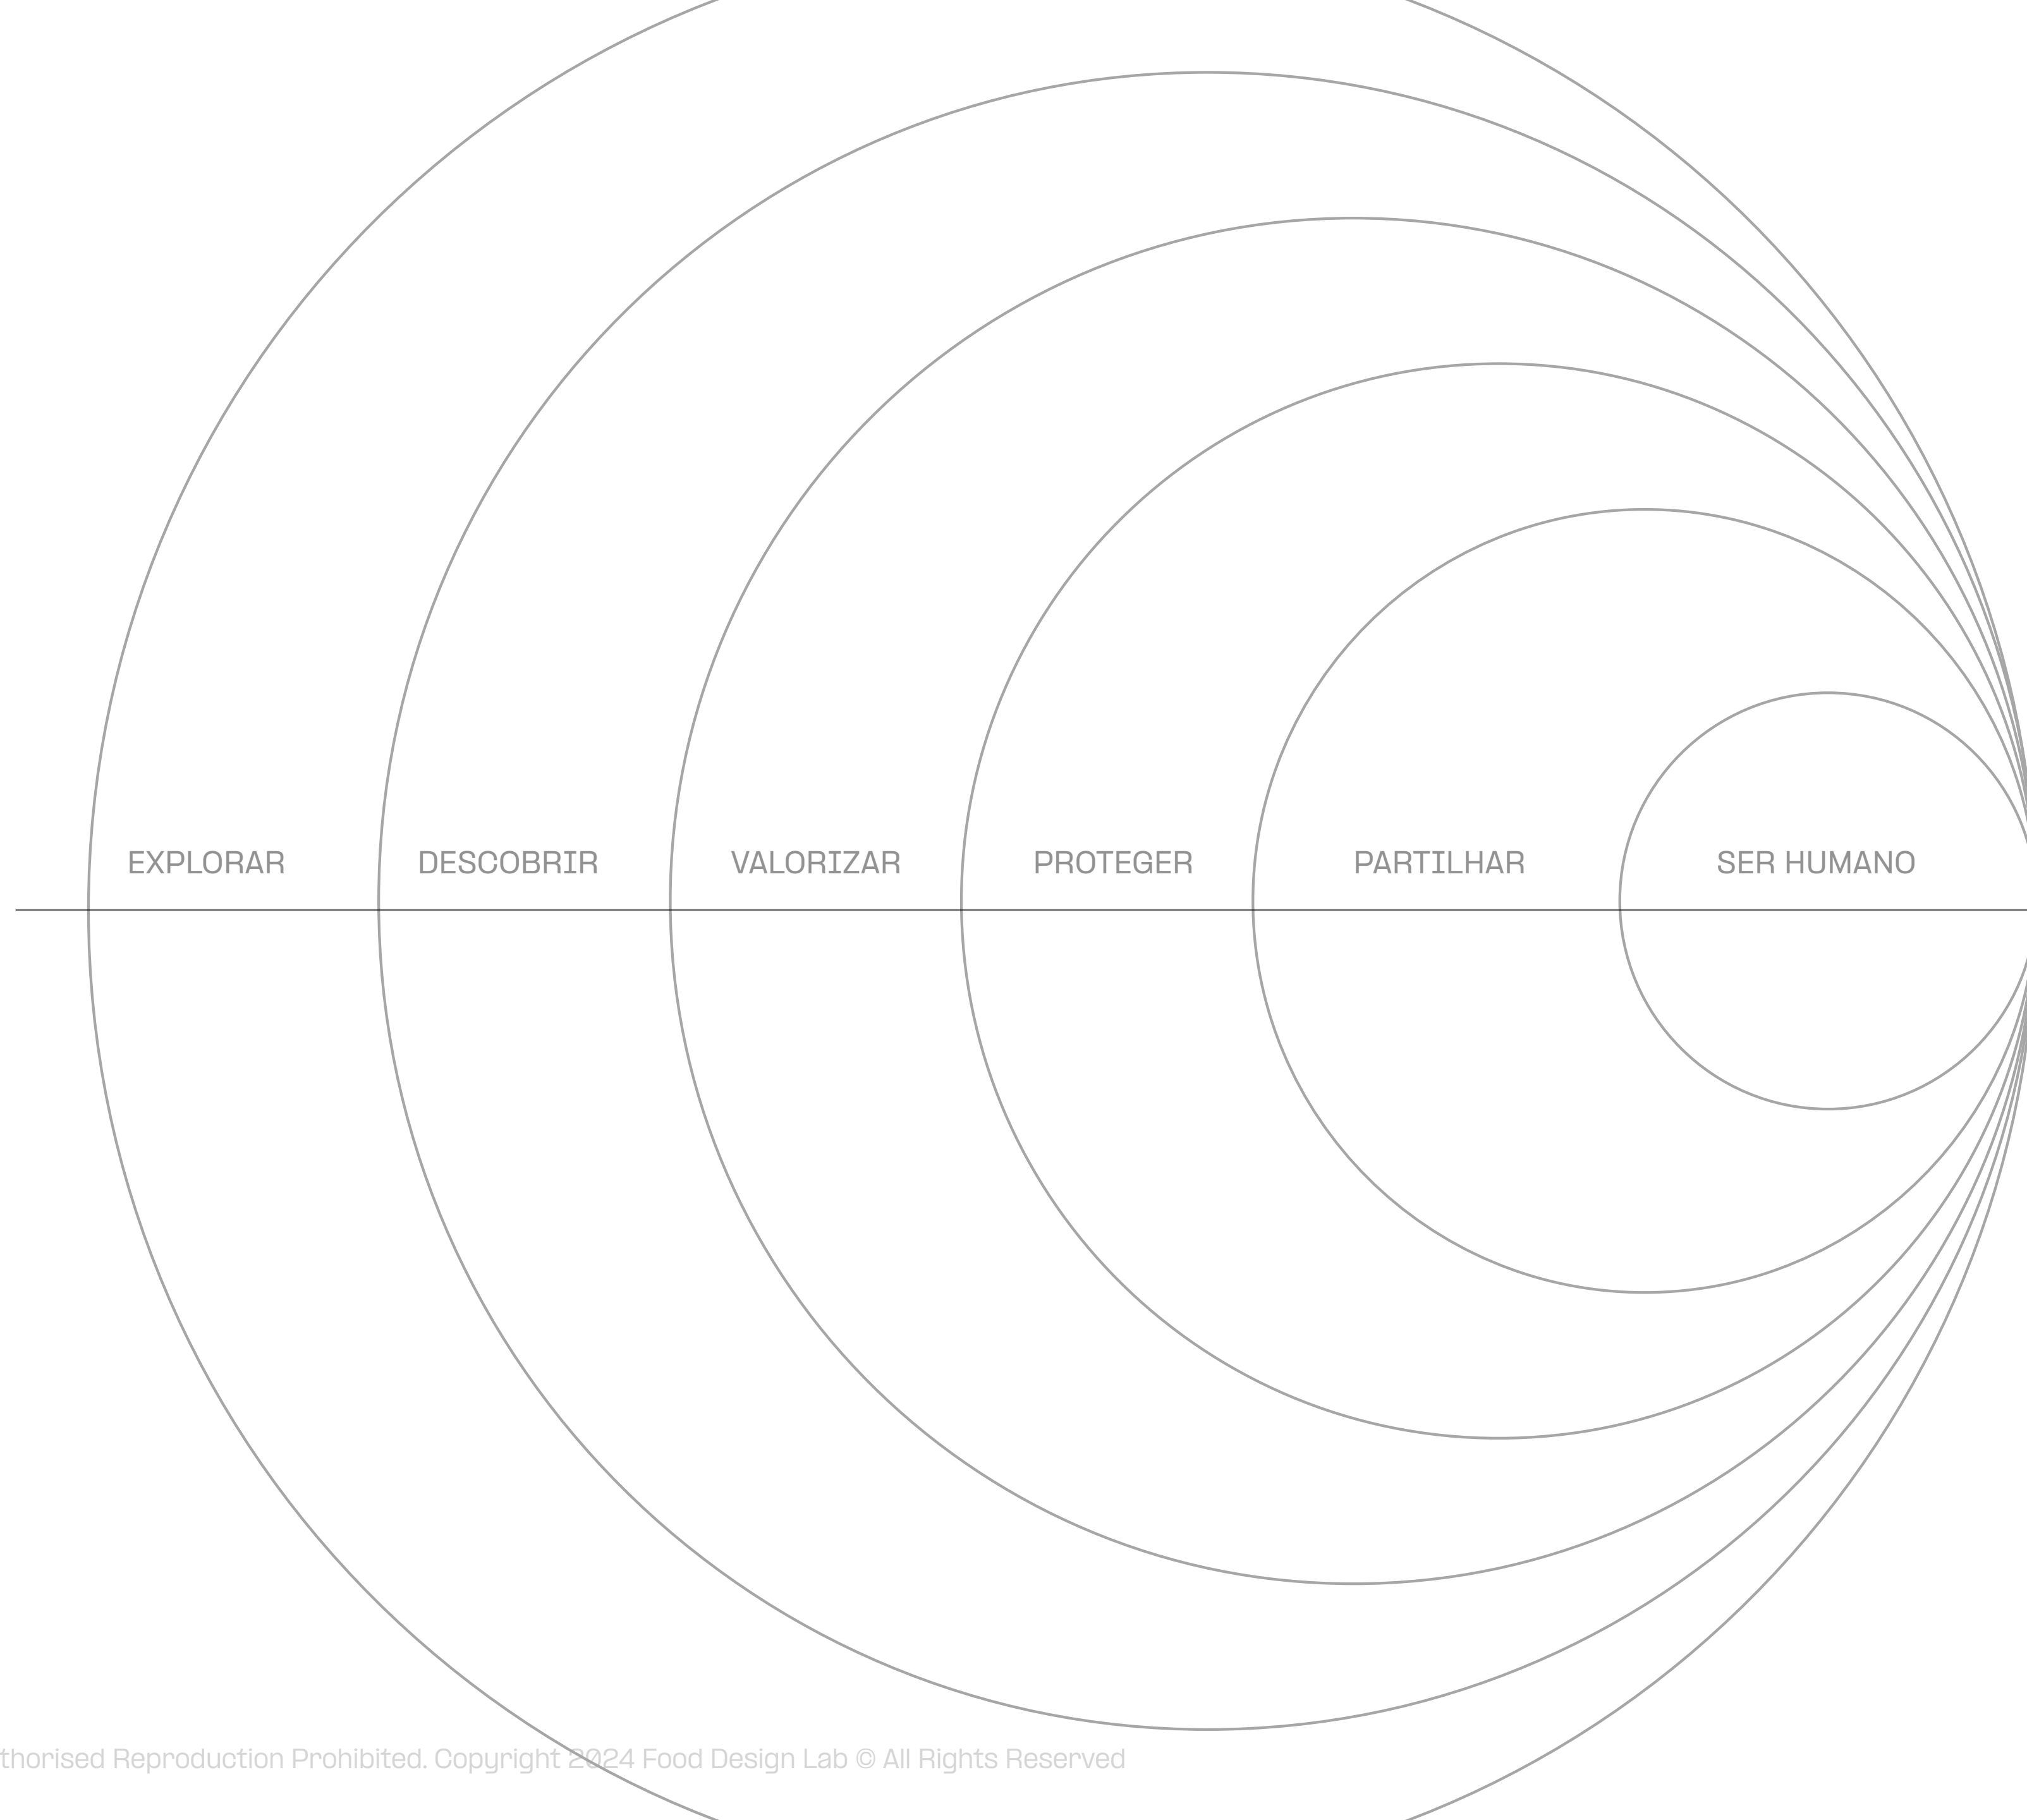 EXPLORAR DESCOBRIR VALORIZAR PROTEGER PARTILHAR SER HUMANO
thorised Reproduction Prohibited. Copyright 2024 Food Design Lab © All Rights Reserved